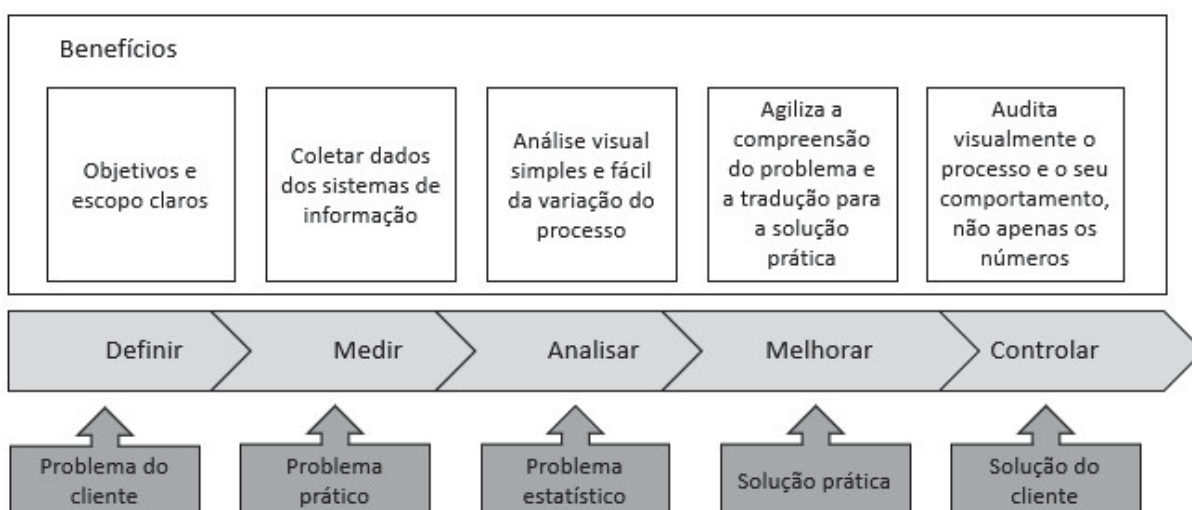 Benefícios
Objetivos e
escopo claros
Coletar dados
dos sistemas de
informação
Análise visual
simples e fácil
da variação do
processo
Agiliza a
compreensão
do problema e
a tradução para
a solução
prática
Audita
visualmente o
processo e o seu
comportamento,
não apenas os
números
Definir
Medir
Analisar
Melhorar
Controlar
Problema do
cliente
Problema
prático
Problema
estatístico
Solução prática
Solução do
cliente